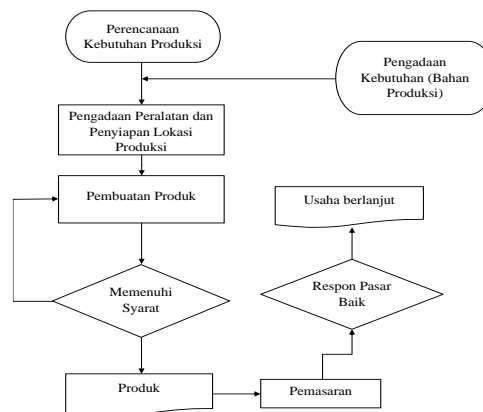 Perencanaan
Kebutuhan Produksi
Pengadaan
Kebutuhan (Bahan
Produksi)
Pengadaan Peralatan dan
Penyiapan Lokasi
Produksi
Pembuatan Produk
Usaha berlanjut
Memenuhi
Syarat
Respon Pasar
Baik
Produk
Pemasaran